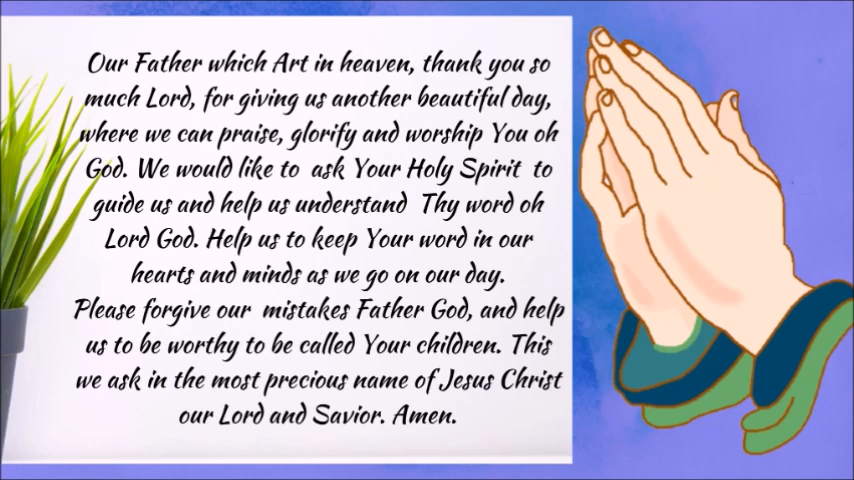 Our Father which Art in heaven, thank you so
much Lord, for giving us another beautiful day,
where we can praise, glorify and worship You oh
God. We would like to ask Your Holy Spirit to
guide us and help us understand Thy word oh
Lord God. Help us to keep Your word in our
hearts and minds as we go on our day.
Please forgive our mistakes Father God, and help
us to be worthy to be called Your children. This
we ask in the most precious name of Jesus Christ
our Lord and Savior. Amen.